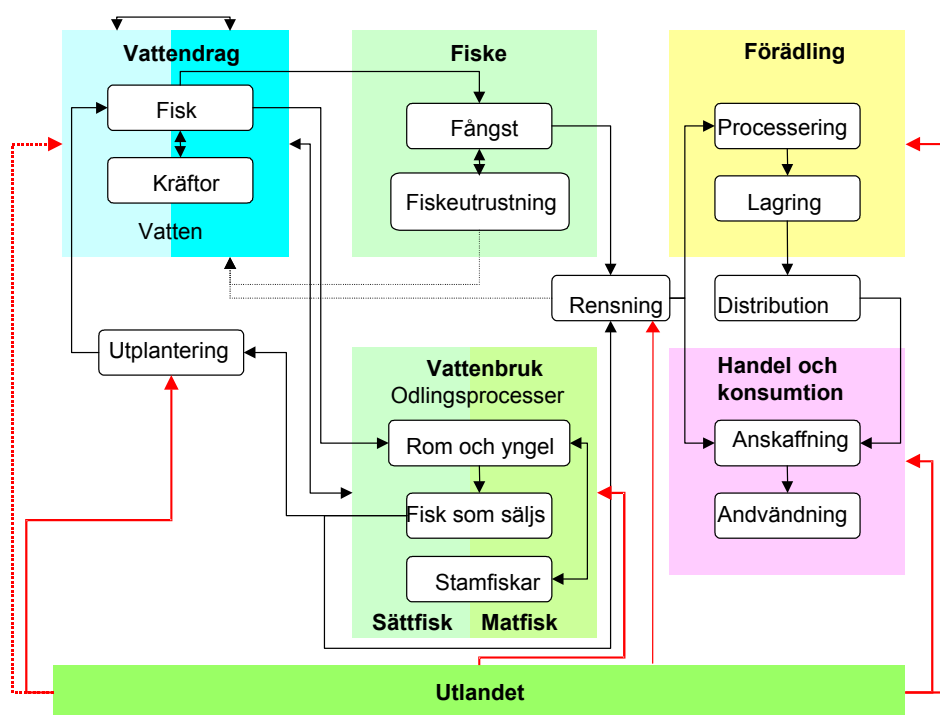 Vattendrag
Fisk
Kräftor
Vatten
Fiske
Fångst
Fiskeutrustning
Förädling
Processering
Lagring
Rensning
Distribution
Utplantering
Vattenbruk
Odlingsprocesser
Rom och yngel
Fisk som säljs
Stamfiskar
Sättfisk
Matfisk
Handel och
konsumtion
Anskaffning
Andvändning
Utlandet